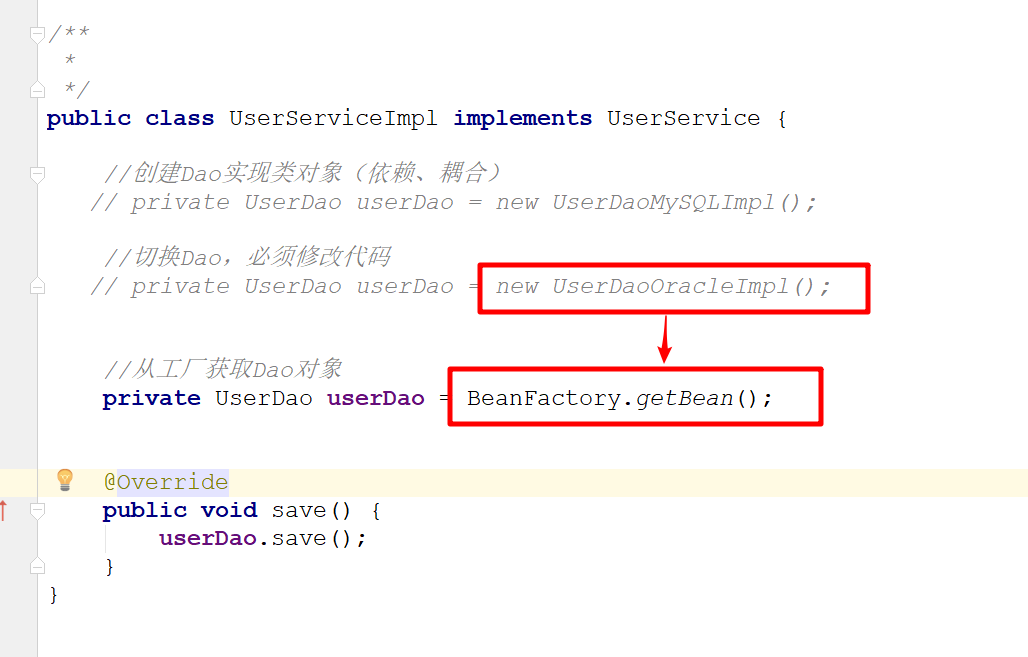 /**
 *
 */
public class UserServiceImpl implements UserService {
//创建Dao实现类对象（依赖、耦合）
// private UserDao userDao = new UserDaoMySQLImpl();
//切换Dao，必须修改代码
// private UserDao userDao = new UserDaoOracleImpl();
//从工厂获取Dao对象
private UserDao userDao = BeanFactory.getBean();
@Override
public void save() {
userDao.save();
}
}